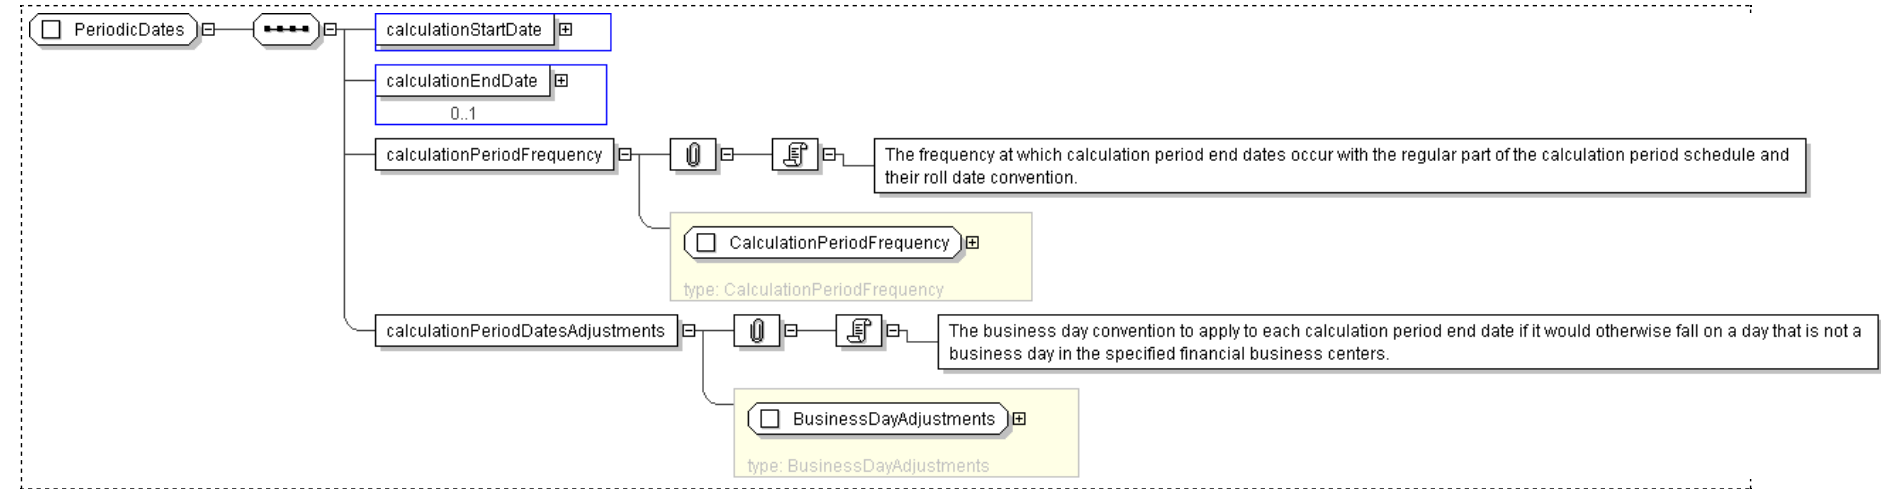 PeriodicDates
calculationStartDate
calculationEndDate
0..1
calculationPeriodFrequency
The frequency at which calculation period end dates occur with the regular part of the calculation period schedule and
their roll date convention.
CalculationPeriodFrequency
type: CalculationPeriodFrequency
calculationPeriodDatesAdjustments
The business day convention to apply to each calculation period end date if it would otherwise fall on a day that is not a
business day in the specified financial business centers.
BusinessDayAdjustments
type: BusinessDayAdjustments